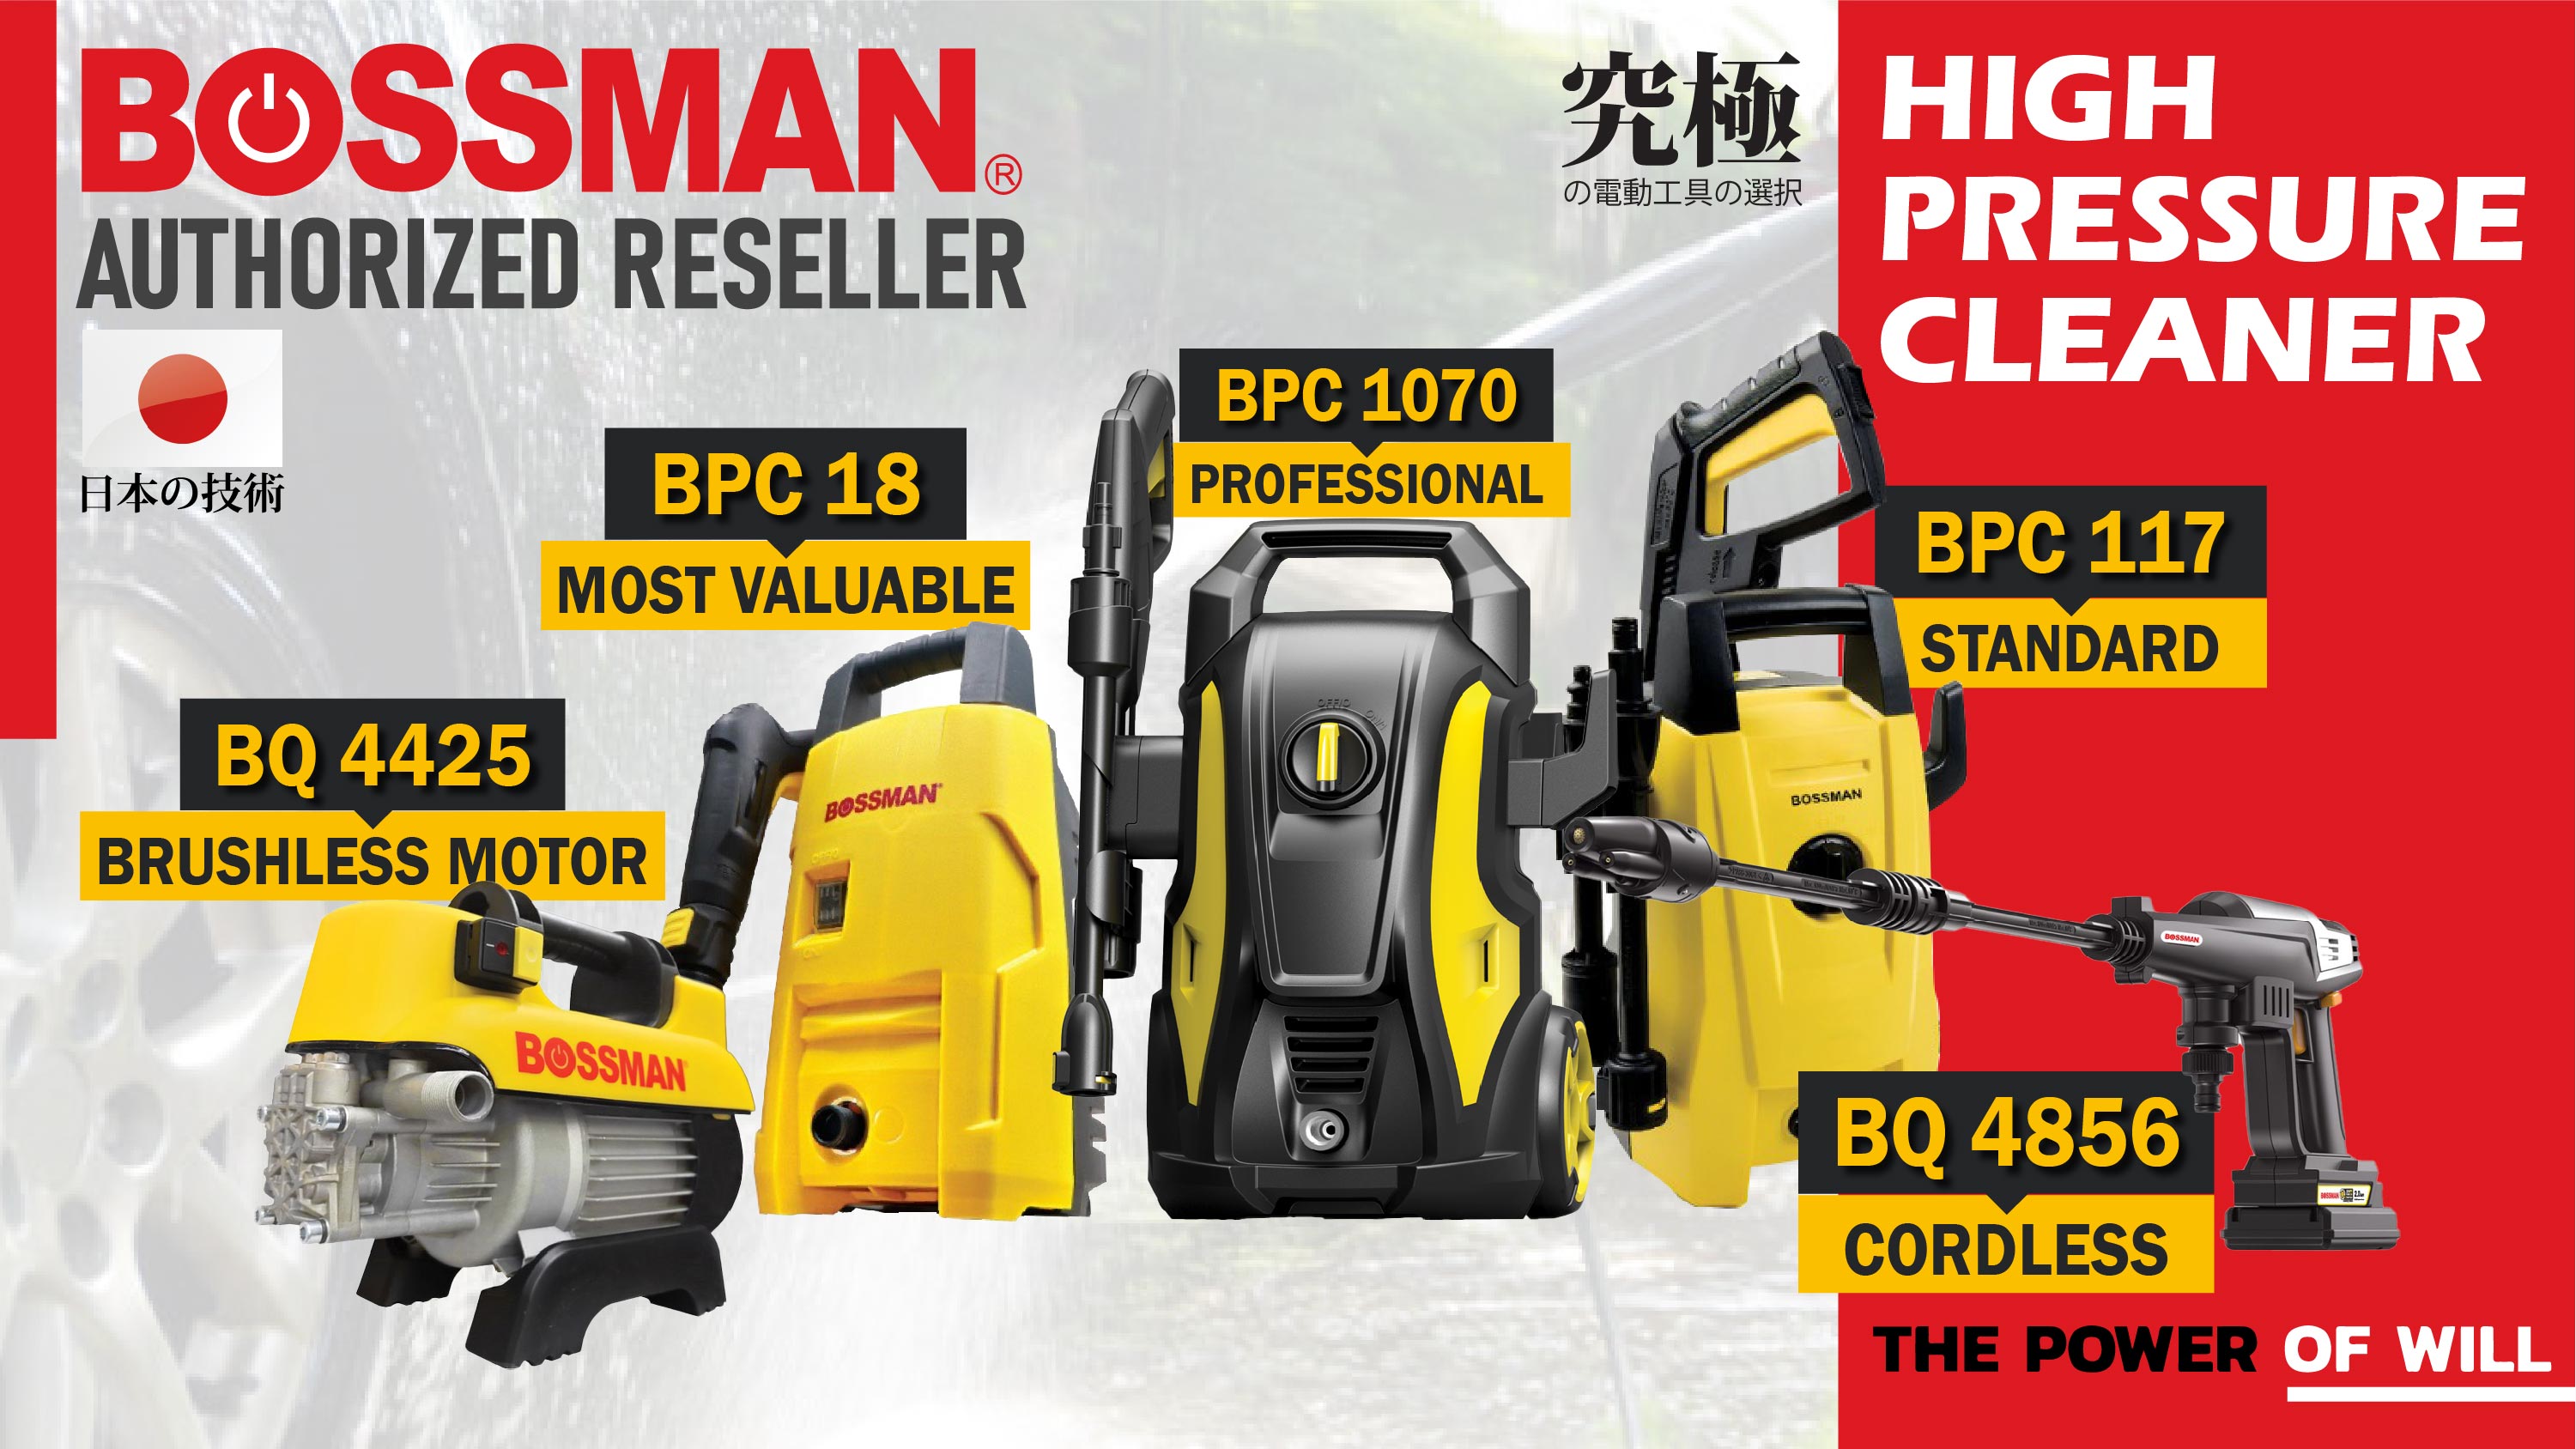 BOSSMAN®
AUTHORIZED RESELLER
日本の技術
究極
の電動工具の選択
HIGH
PRESSURE
CLEANER
BPC 1070
PROFESSIONAL
BPC 18
MOST VALUABLE
BPC 117
STANDARD
BQ 4425
BRUSHLESS MOTOR
BOSSMAN
BOSSMAN
BOSSMAN
BOSSMAN
BQ 4856
CORDLESS
THE POWER OF WILL